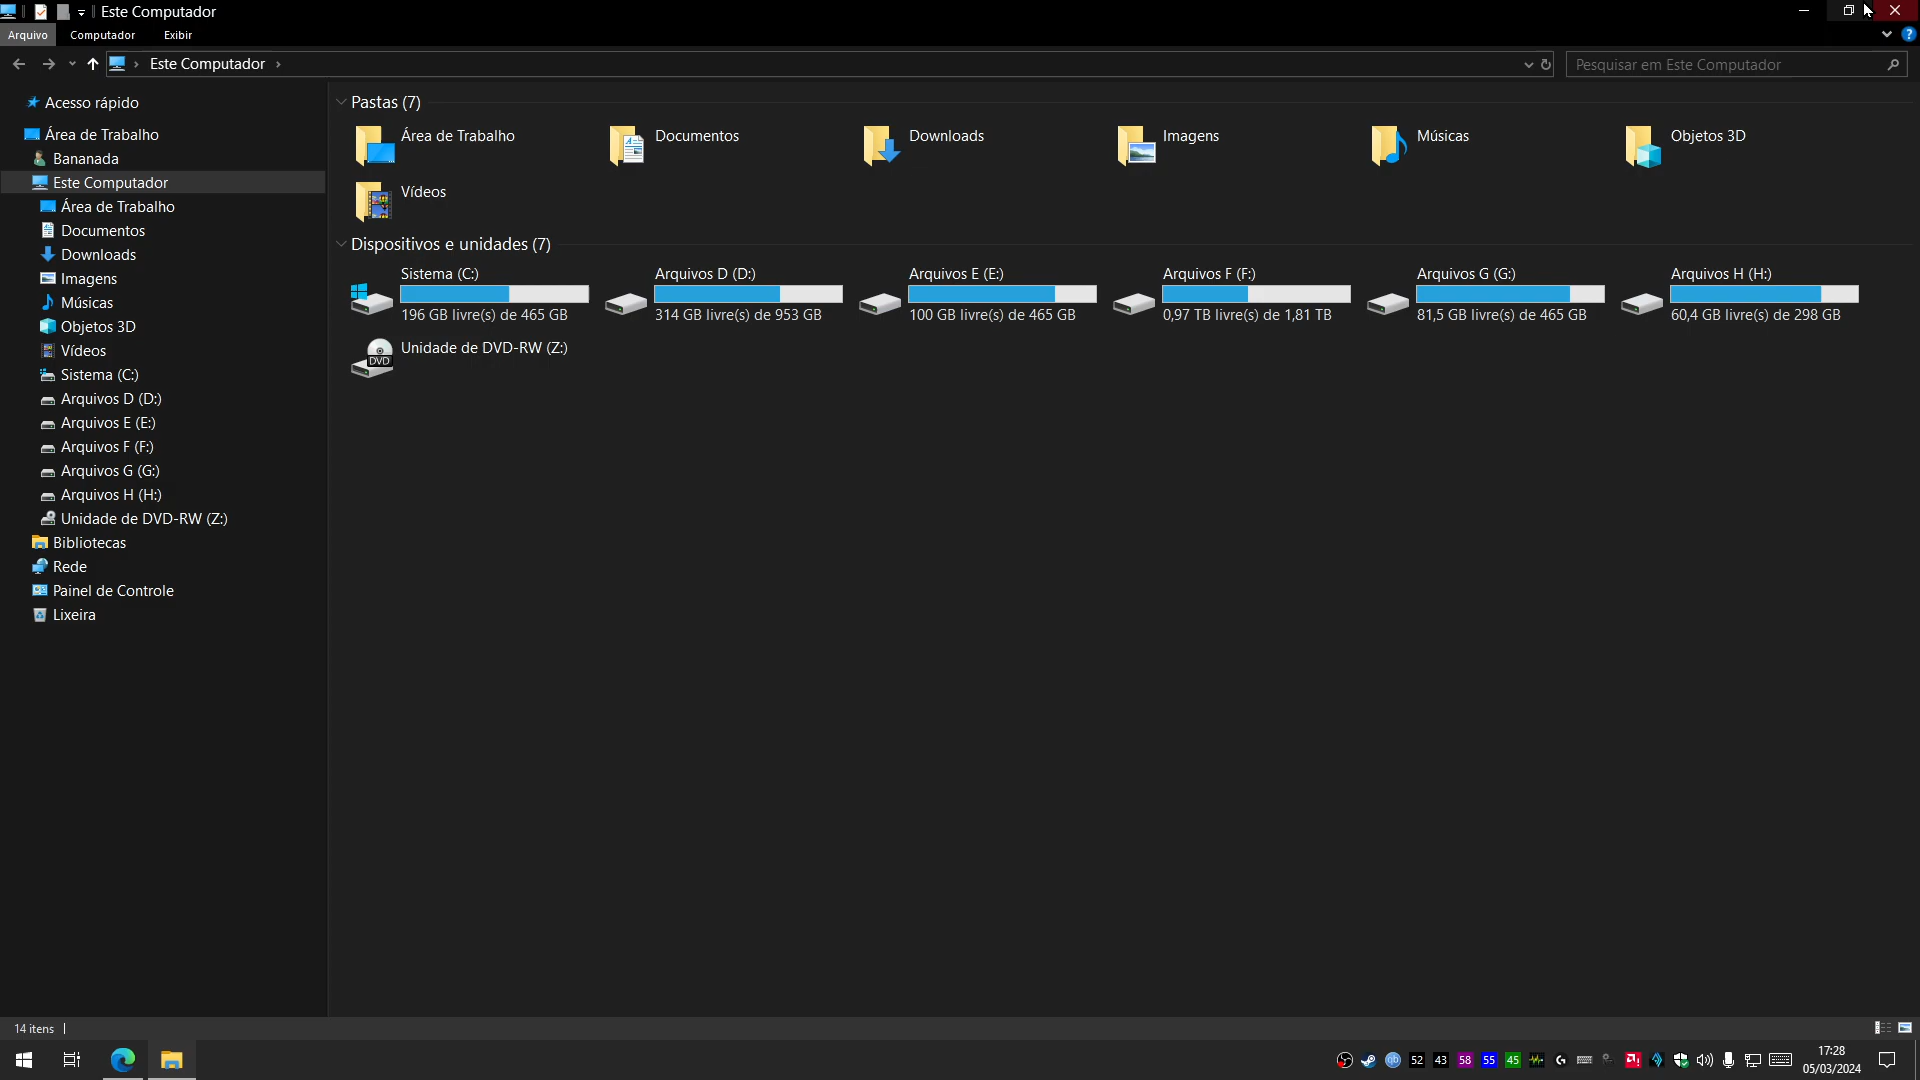 Este Computador
Arquivo
Computador
Exibir
?
Este Computador
Pesquisar em Este Computador
Acesso rápido
Área de Trabalho
Bananada
Este Computador
Área de Trabalho
Documentos
Downloads
Imagens
Músicas
Objetos 3D
Vídeos
Sistema (C:)
Arquivos D (D:)
Arquivos E (E:)
Arquivos F (F:)
Arquivos G (G:)
Arquivos H (H:)
Unidade de DVD-RW (Z:)
Bibliotecas
Rede
Painel de Controle
Lixeira
Pastas (7)
Área de Trabalho
Documentos
Downloads
Imagens
Músicas
Objetos 3D
Vídeos
Dispositivos e unidades (7)
Sistema (C:)
196 GB livre(s) de 465 GB
Arquivos D (D:)
314 GB livre(s) de 953 GB
Arquivos E (E:)
100 GB livre(s) de 465 GB
Arquivos F (F:)
0,97 TB livre(s) de 1,81 TB
Arquivos G (G:)
81,5 GB livre(s) de 465 GB
Arquivos H (H:)
60,4 GB livre(s) de 298 GB
DVD
Unidade de DVD-RW (Z:)
14 itens
qb
52
43
58
55
45
17:28
05/03/2024